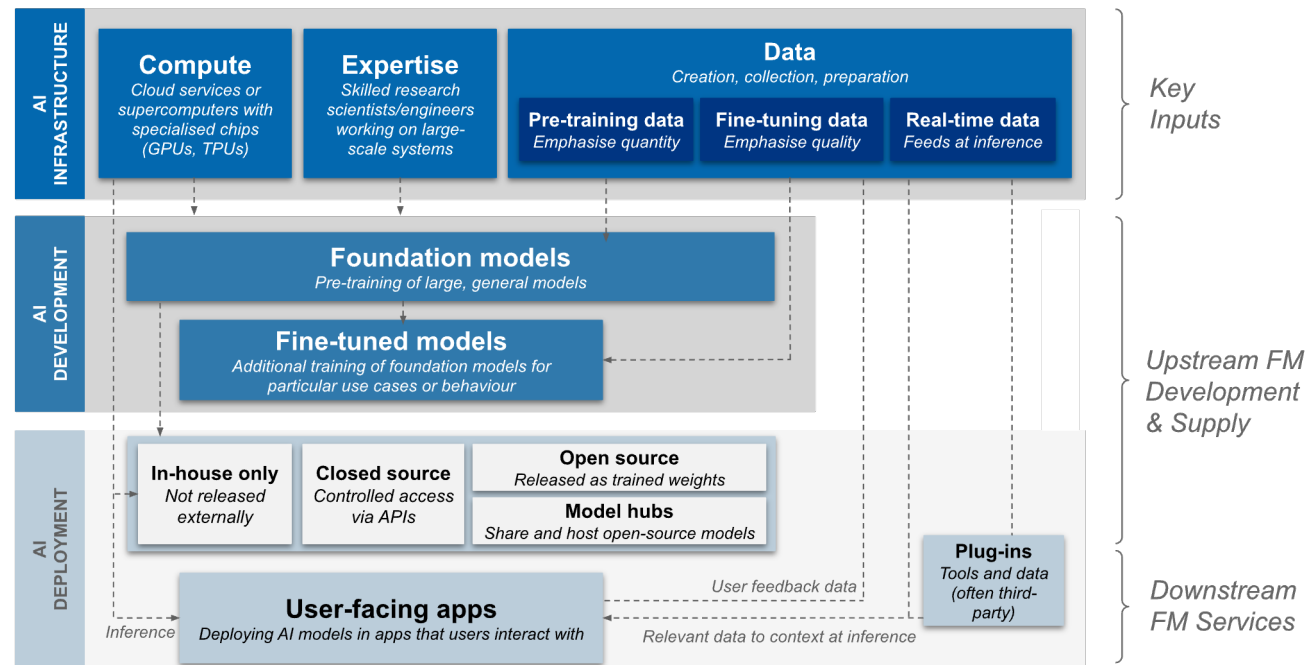 AI
INFRASTRUCTURE
Compute
Cloud services or
supercomputers with
specialised chips
(GPUs, TPUs)
Expertise
Skilled research
scientists/engineers
working on large-
scale systems
Data
Creation, collection, preparation
Pre-training data
Emphasise quantity
Fine-tuning data
Emphasise quality
Real-time data
Feeds at inference
Key
Inputs
AI
DEVELOPMENT
Foundation models
Pre-training of large, general models
Fine-tuned models
Additional training of foundation models for
particular use cases or behaviour
Upstream FM
Development
& Supply
AI
DEPLOYMENT
In-house only
Not released
externally
Closed source
Controlled access
via APIs
Open source
Released as trained weights
Model hubs
Share and host open-source models
Plug-ins
Tools and data
(often third-
party)
User-facing apps
Deploying AI models in apps that users interact with
Inference
User feedback data
Relevant data to context at inference
Downstream
FM Services